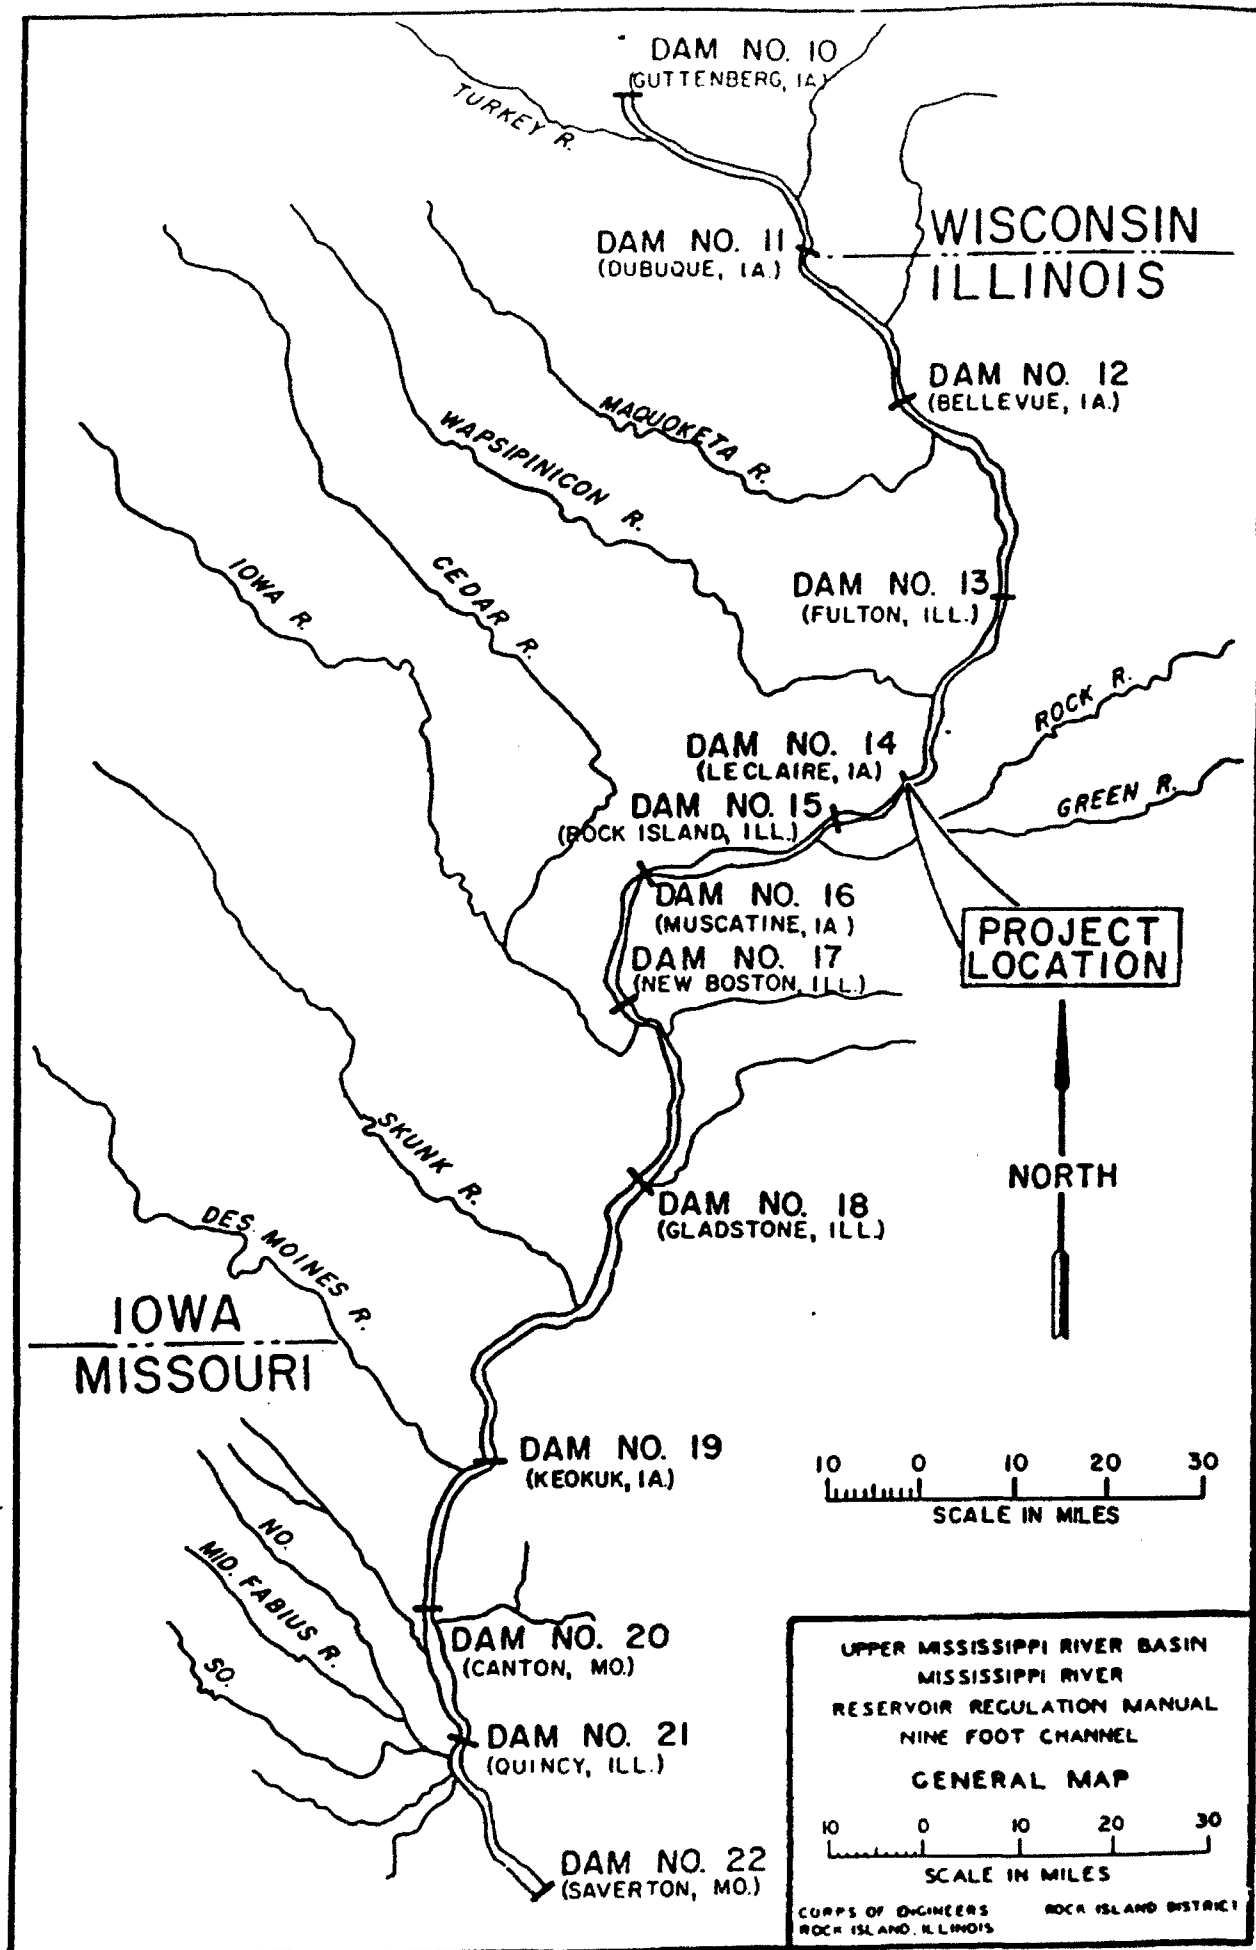 DAM NO. 10
(GUTTENBERG, IA)
TURKEY R.
WISCONSIN
ILLINOIS
DAM NO. 11
(DUBUQUE, IA.)
DAM NO. 12
(BELLEVUE, IA.)
MAQUOKETA R.
WAPSIPINICON R.
CEDAR R.
IOWA R.
DAM NO. 13
(FULTON, ILL.)
ROCK R.
GREEN R.
DAM NO. 14
(LE CLAIRE, IA)
DAM NO. 15
(ROCK ISLAND, ILL.)
DAM NO. 16
(MUSCATINE, IA)
DAM NO. 17
(NEW BOSTON, ILL.)
PROJECT
LOCATION
NORTH
SKUNK R.
DAM NO. 18
(GLADSTONE, ILL.)
DES. MOINES R.
IOWA
MISSOURI
DAM NO. 19
(KEOKUK, IA.)
10 0 10 20 30
SCALE IN MILES
NO.
MID. FABIUS R.
SO.
DAM NO. 20
(CANTON, MO.)
DAM NO. 21
(QUINCY, ILL.)
DAM NO. 22
(SAVERTON, MO.)
UPPER MISSISSIPPI RIVER BASIN
MISSISSIPPI RIVER
RESERVOIR REGULATION MANUAL
NINE FOOT CHANNEL
GENERAL MAP
10 0 10 20 30
SCALE IN MILES
CORPS OF ENGINEERS ROCK ISLAND DISTRICT
ROCK ISLAND, ILLINOIS